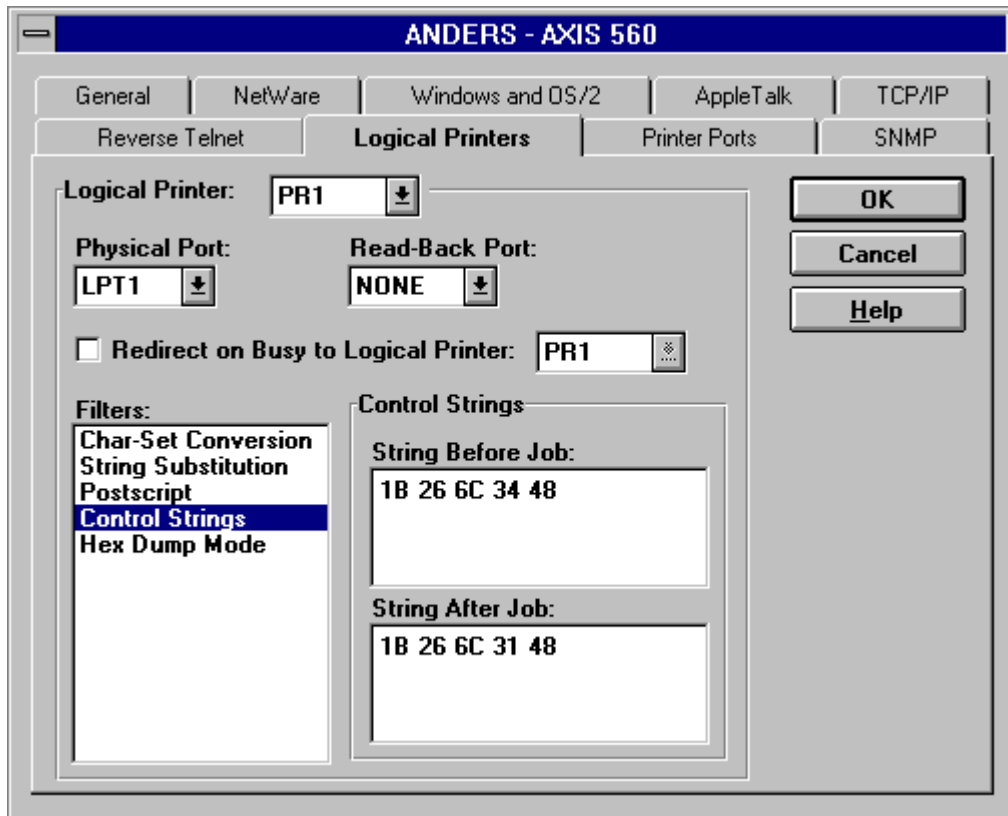 ANDERS - AXIS 560
General NetWare Windows and OS/2 AppleTalk TCP/IP
Reverse Telnet Logical Printers Printer Ports SNMP
Logical Printer: PR1
OK
Physical Port: Read-Back Port:
Cancel
LPT1 NONE
Help
Redirect on Busy to Logical Printer: PR1
Filters:
Char-Set Conversion
String Substitution
Postscript
Control Strings
Hex Dump Mode
Control Strings
String Before Job:
1B 26 6C 34 48
String After Job:
1B 26 6C 31 48